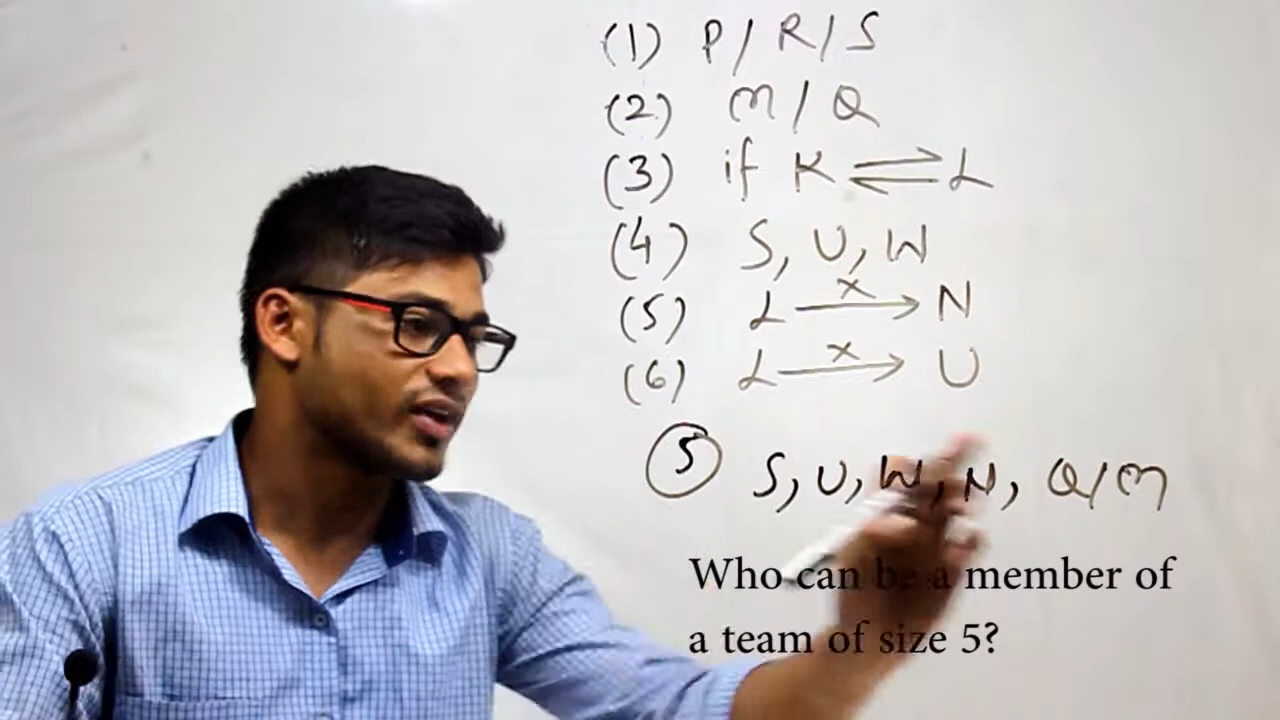 (1) P/R/S
(2) M/Q
(3) if K ⇌ L
(4) S, U, W
(5) L -x-> N
(6) L -x-> U
(5) S, U, W, N, Q/M
Who can be a member of
a team of size 5?